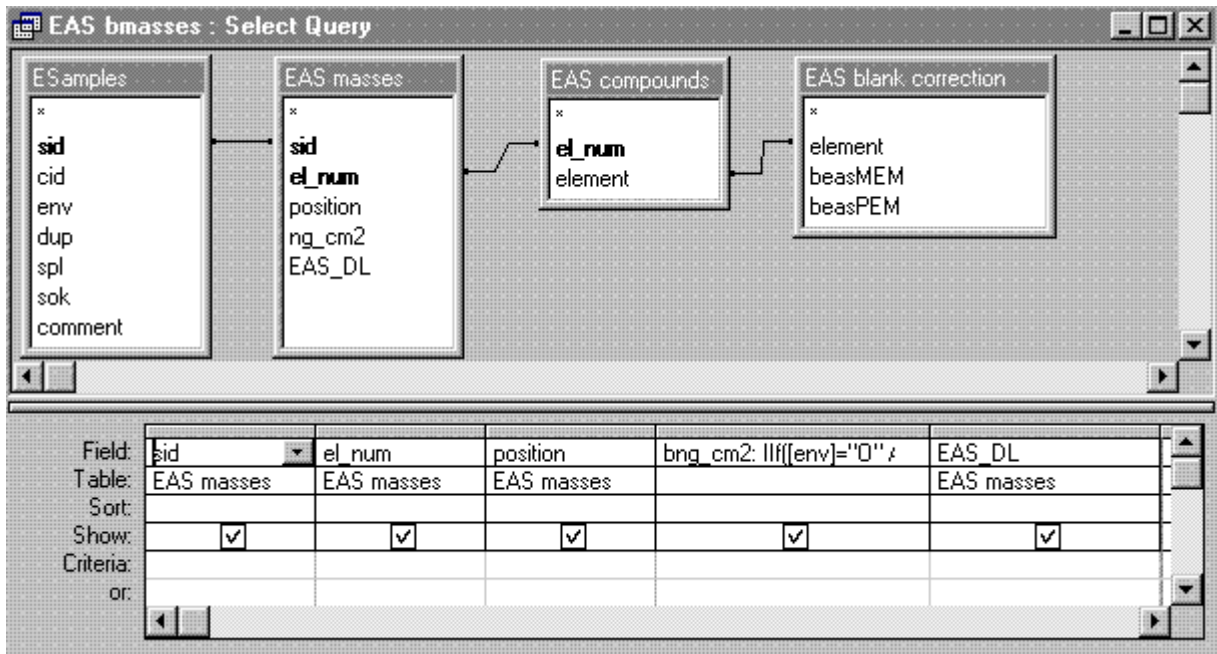 EAS bmasses : Select Query
ESamples
*
sid
cid
env
dup
spl
sok
comment
EAS masses
*
sid
el_num
position
ng_cm2
EAS_DL
EAS compounds
*
el_num
element
EAS blank correction
*
element
beasMEM
beasPEM
Field: sid el_num position bng_cm2: IIf([env]="O" EAS_DL
Table: EAS masses EAS masses EAS masses EAS masses
Sort:
Show:
Criteria:
or: